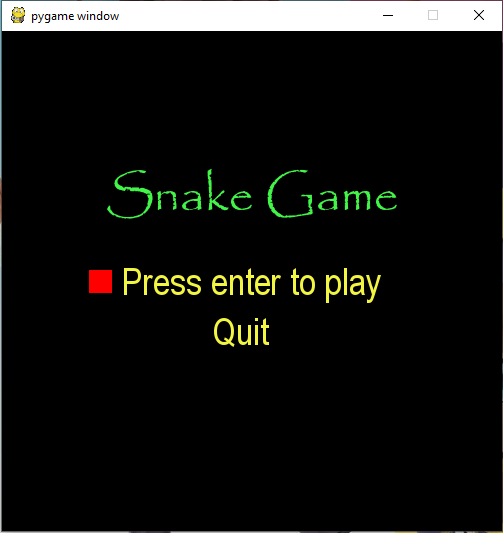 pygame window
Snake Game
Press enter to play
Quit